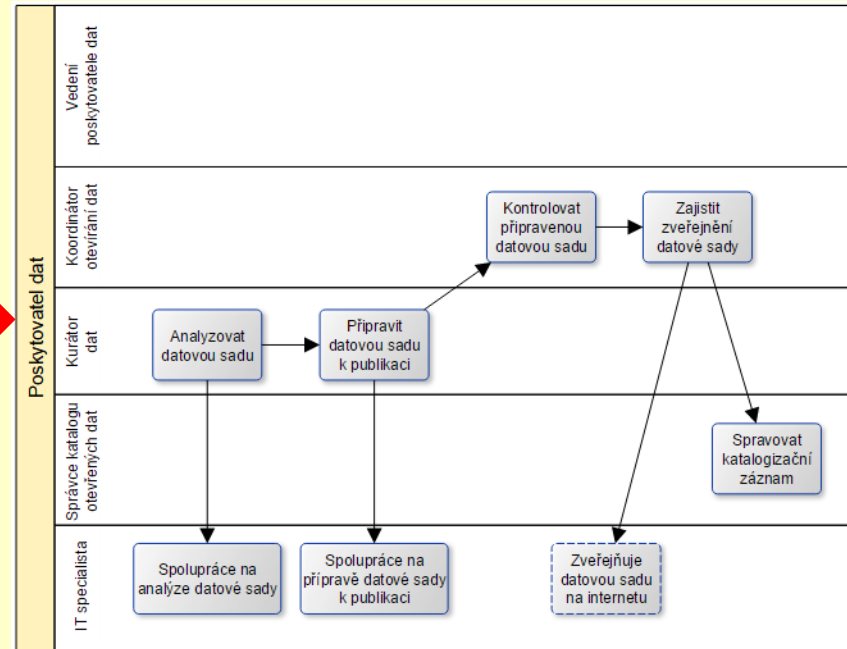 Poskytovatel dat
Vedení
poskytovatele dat
Koordinátor
otevírání dat
Kontrolovat
připravenou
datovou sadu
Zajistit
zveřejnění
datové sady
Kurátor
dat
Analyzovat
datovou sadu
Připravit
datovou sadu
k publikaci
Správce katalogu
otevřených dat
Spravovat
katalogizační
záznam
IT specialista
Spolupráce na
analýze datové sady
Spolupráce na
přípravě datové sady
k publikaci
Zveřejňuje
datovou sadu
na internetu